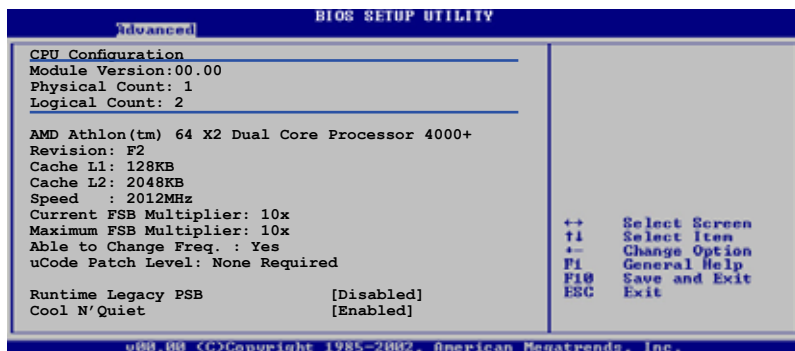 BIOS SETUP UTILITY
Advanced
CPU Configuration
Module Version:00.00
Physical Count: 1
Logical Count: 2
AMD Athlon(tm) 64 X2 Dual Core Processor 4000+
Revision: F2
Cache L1: 128KB
Cache L2: 2048KB
Speed : 2012MHz
Current FSB Multiplier: 10x
Maximum FSB Multiplier: 10x
Able to Change Freq. : Yes
uCode Patch Level: None Required
Runtime Legacy PSB [Disabled]
Cool N'Quiet [Enabled]
↔ Select Screen
↑↓ Select Item
+- Change Option
F1 General Help
F10 Save and Exit
ESC Exit
v00.00 (C)Copyright 1985-2002, American Megatrends, Inc.